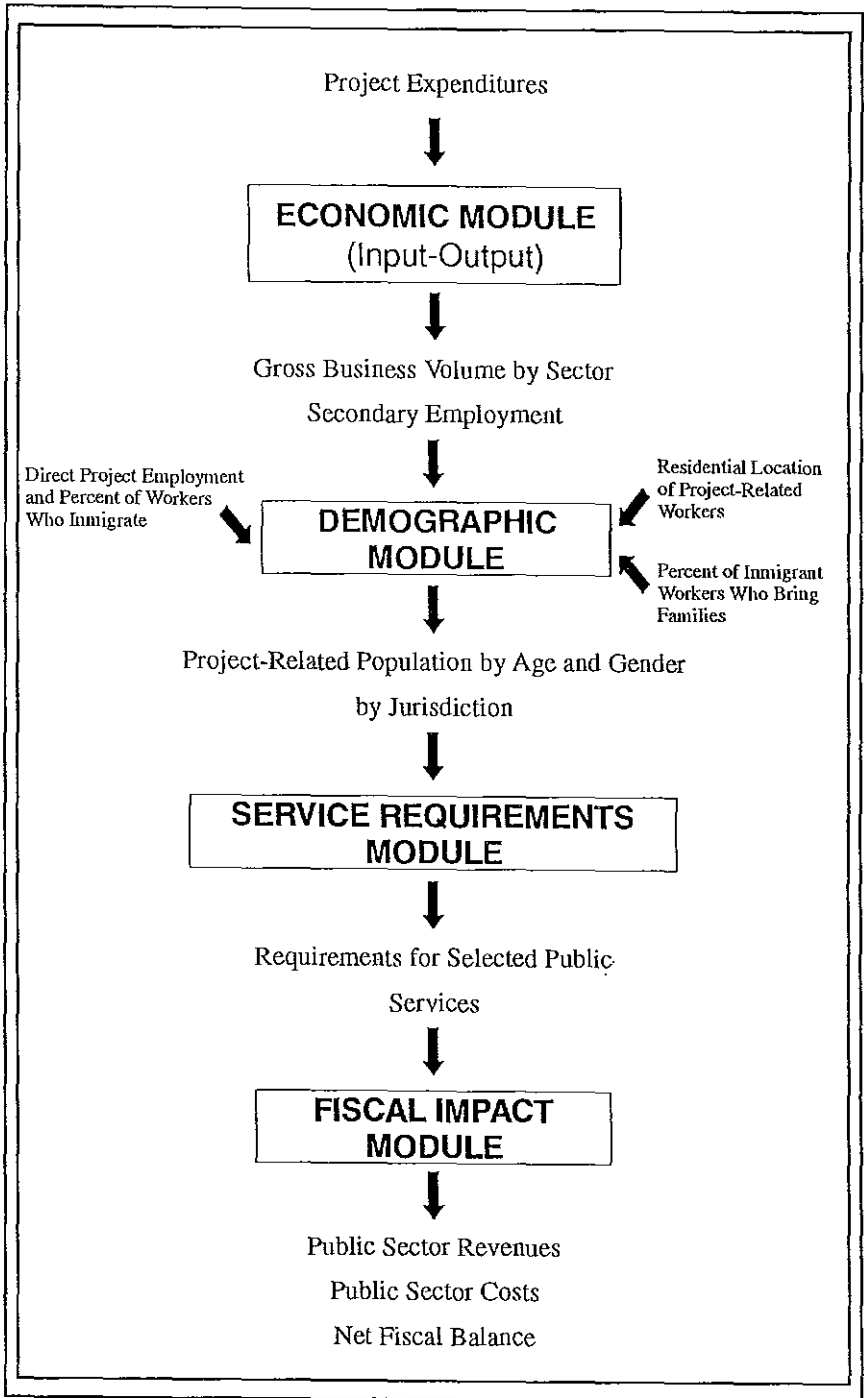 Project Expenditures
ECONOMIC MODULE
(Input-Output)
Gross Business Volume by Sector
Secondary Employment
Direct Project Employment
and Percent of Workers
Who Inmigrate
Residential Location
of Project-Related
Workers
DEMOGRAPHIC
MODULE
Percent of Inmigrant
Workers Who Bring
Families
Project-Related Population by Age and Gender
by Jurisdiction
SERVICE REQUIREMENTS
MODULE
Requirements for Selected Public
Services
FISCAL IMPACT
MODULE
Public Sector Revenues
Public Sector Costs
Net Fiscal Balance